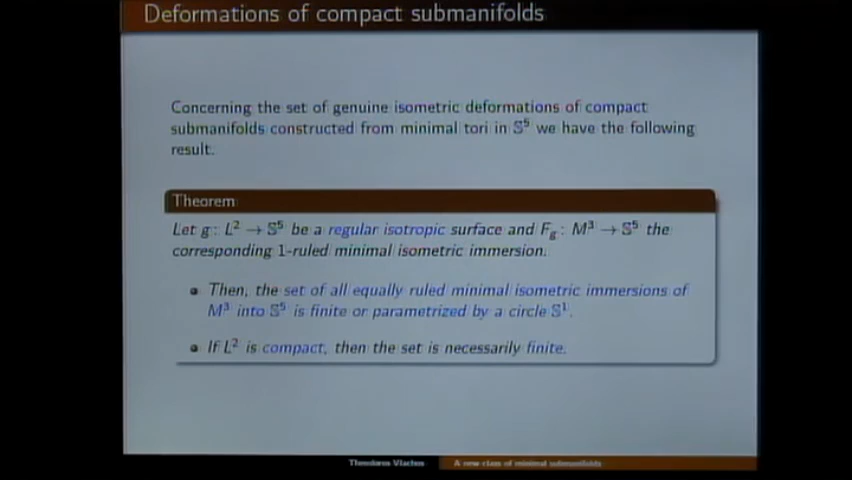 Deformations of compact submanifolds
Concerning the set of genuine isometric deformations of compact
submanifolds constructed from minimal tori in 𝕊⁵ we have the following
result.
Theorem
Let g: L² → 𝕊⁵ be a regular isotropic surface and F_g: M³ → 𝕊⁵ the
corresponding 1-ruled minimal isometric immersion.
• Then, the set of all equally ruled minimal isometric immersions of
M³ into 𝕊⁵ is finite or parametrized by a circle 𝕊¹.
• If L² is compact, then the set is necessarily finite.
Theodoros Vlachos A new class of minimal submanifolds